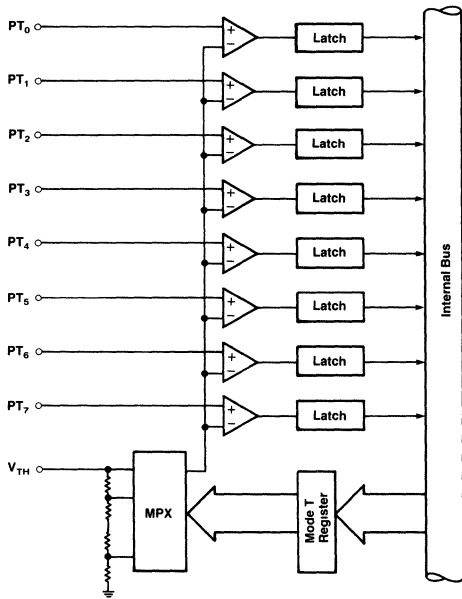 PT0
+
−
Latch
PT1
+
−
Latch
PT2
+
−
Latch
PT3
+
−
Latch
PT4
+
−
Latch
PT5
+
−
Latch
PT6
+
−
Latch
PT7
+
−
Latch
Internal Bus
VTH
MPX
Mode T
Register